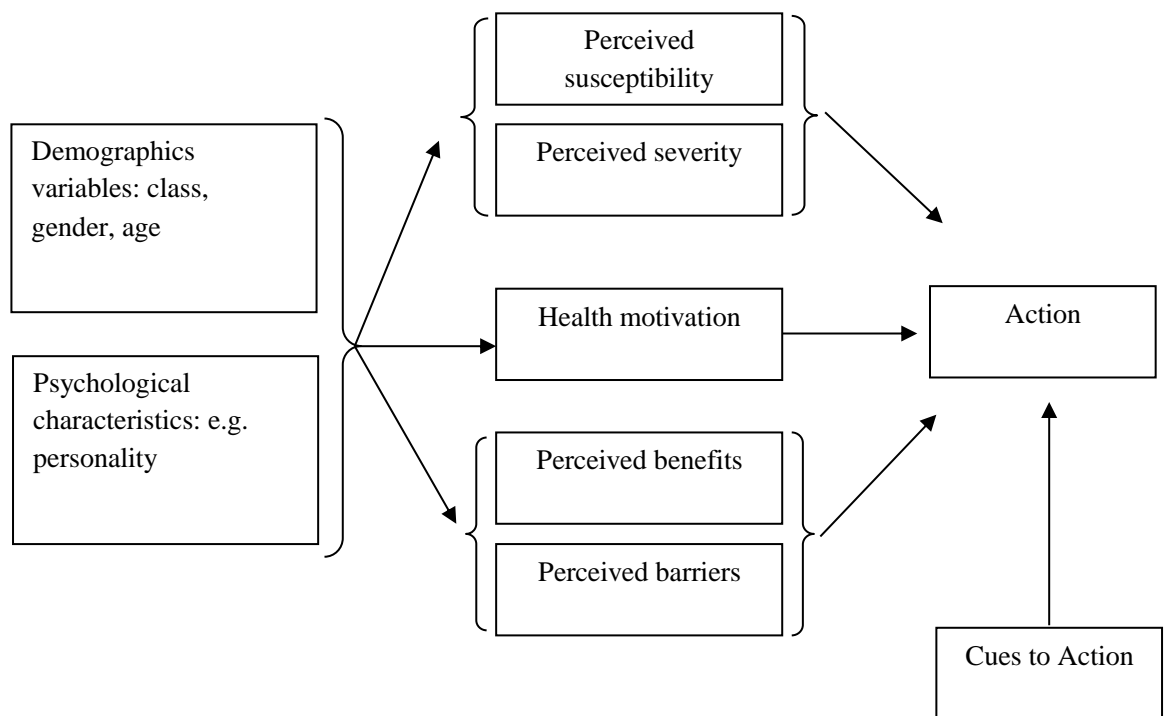 Demographics
variables: class,
gender, age
Psychological
characteristics: e.g.
personality
Perceived
susceptibility
Perceived severity
Health motivation
Perceived benefits
Perceived barriers
Action
Cues to Action